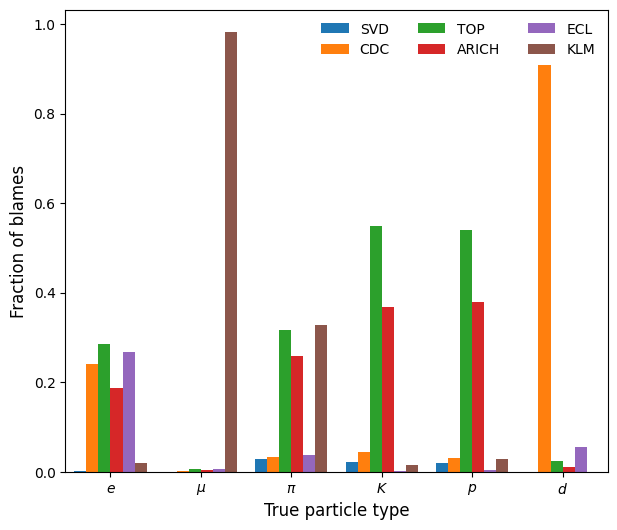 Fraction of blames
1.0
0.8
0.6
0.4
0.2
0.0
SVD TOP ECL
CDC ARICH KLM
e μ π K p d
True particle type